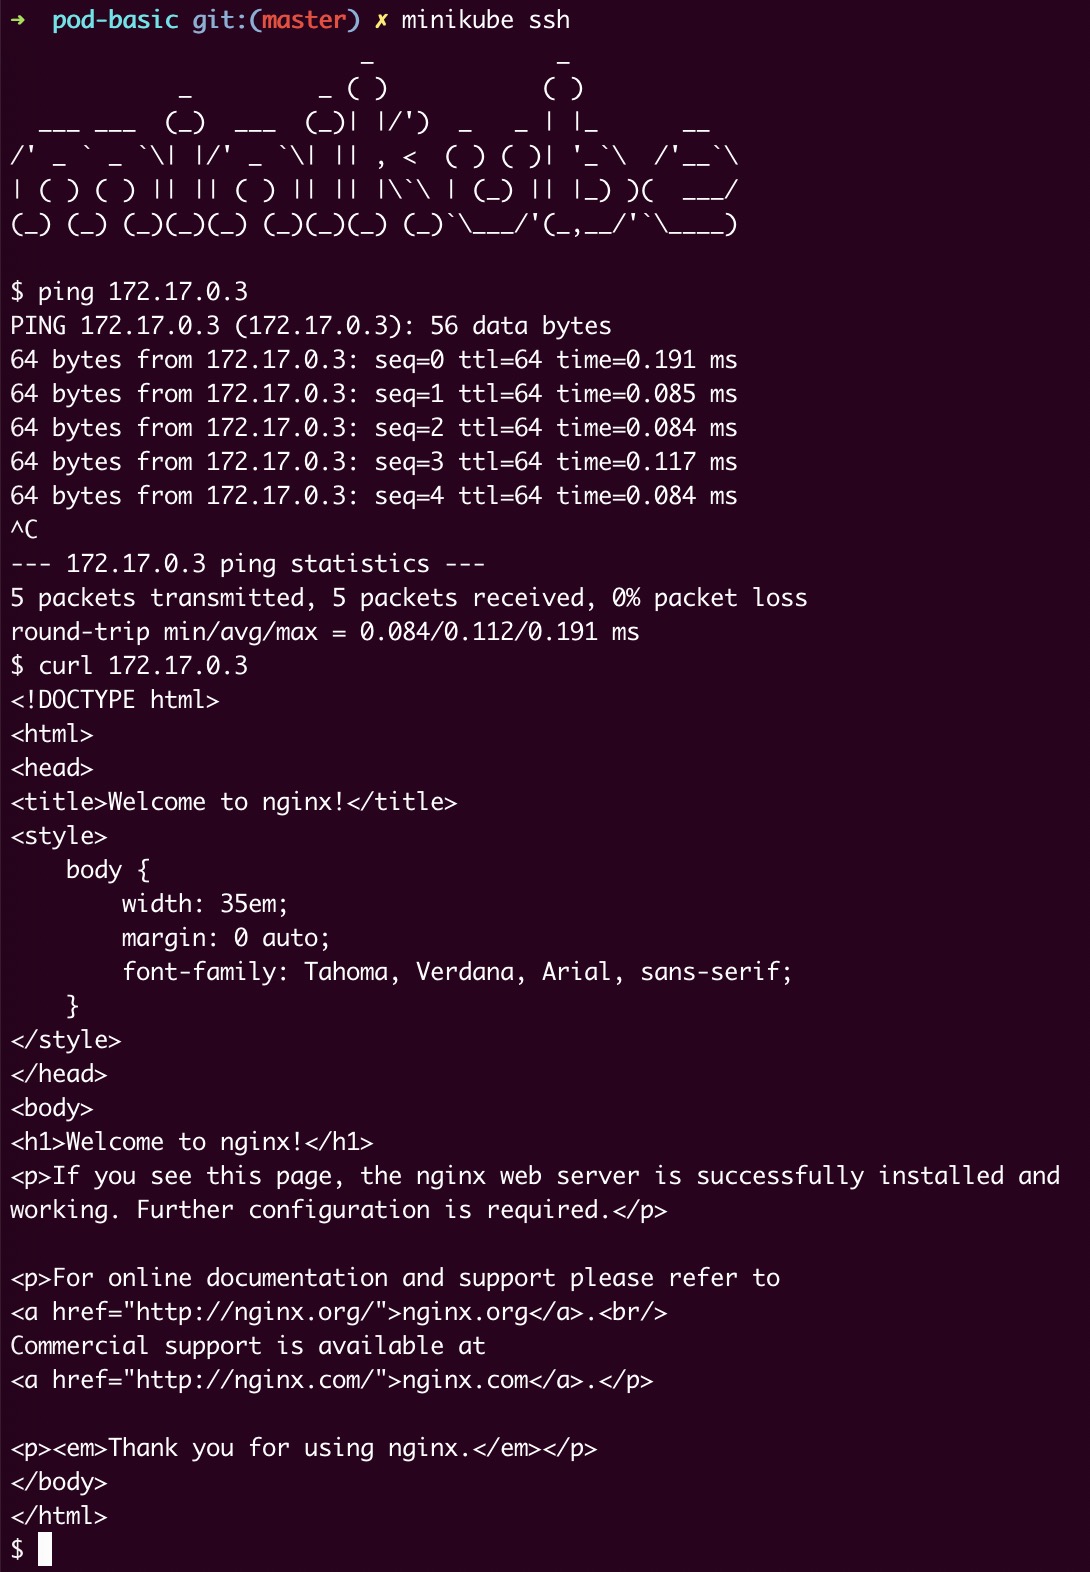 ➜  pod-basic git:(master) ✗ minikube ssh
                         _             _
            _         _ ( )           ( )
  ___ ___  (_)  ___  (_)| |/')  _   _ | |_      __
/' _ ` _ `\| |/' _ `\| || , <  ( ) ( )| '_`\  /'__`\
| ( ) ( ) || || ( ) || || |\`\ | (_) || |_) )(  ___/
(_) (_) (_)(_)(_) (_)(_)(_) (_)`\___/'(_,__/'`\____)
$ ping 172.17.0.3
PING 172.17.0.3 (172.17.0.3): 56 data bytes
64 bytes from 172.17.0.3: seq=0 ttl=64 time=0.191 ms
64 bytes from 172.17.0.3: seq=1 ttl=64 time=0.085 ms
64 bytes from 172.17.0.3: seq=2 ttl=64 time=0.084 ms
64 bytes from 172.17.0.3: seq=3 ttl=64 time=0.117 ms
64 bytes from 172.17.0.3: seq=4 ttl=64 time=0.084 ms
^C
--- 172.17.0.3 ping statistics ---
5 packets transmitted, 5 packets received, 0% packet loss
round-trip min/avg/max = 0.084/0.112/0.191 ms
$ curl 172.17.0.3
<!DOCTYPE html>
<html>
<head>
<title>Welcome to nginx!</title>
<style>
    body {
        width: 35em;
        margin: 0 auto;
        font-family: Tahoma, Verdana, Arial, sans-serif;
    }
</style>
</head>
<body>
<h1>Welcome to nginx!</h1>
<p>If you see this page, the nginx web server is successfully installed and
working. Further configuration is required.</p>
<p>For online documentation and support please refer to
<a href="http://nginx.org/">nginx.org</a>.<br/>
Commercial support is available at
<a href="http://nginx.com/">nginx.com</a>.</p>
<p><em>Thank you for using nginx.</em></p>
</body>
</html>
$